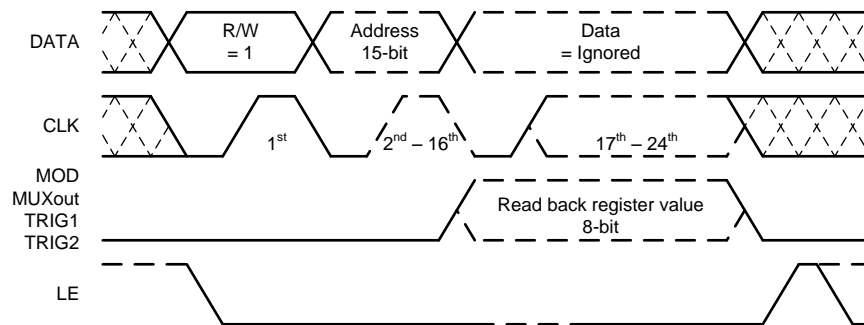 DATA
R/W
= 1
Address
15-bit
Data
= Ignored
CLK
1st
2nd – 16th
17th – 24th
MOD
MUXout
TRIG1
TRIG2
Read back register value
8-bit
LE